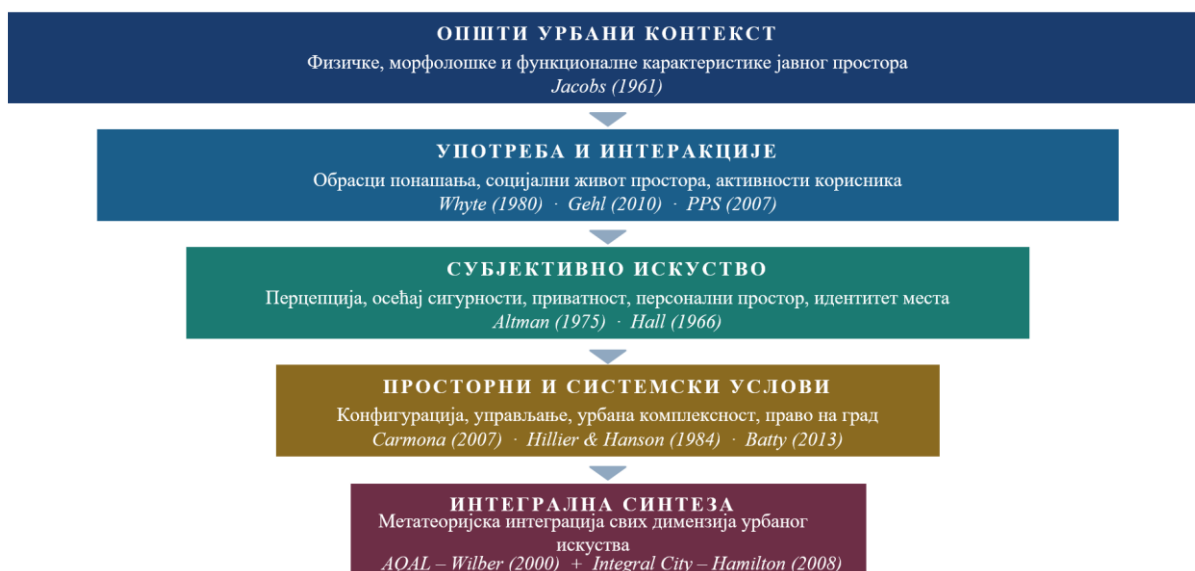 ОПШТИ УРБАНИ КОНТЕКСТ
Физичке, морфолошке и функционалне карактеристике јавног простора
Jacobs (1961)
УПОТРЕБА И ИНТЕРАКЦИЈЕ
Обрасци понашања, социјални живот простора, активности корисника
Whyte (1980) · Gehl (2010) · PPS (2007)
СУБЈЕКТИВНО ИСКУСТВО
Перцепција, осећај сигурности, приватност, персонални простор, идентитет места
Altman (1975) · Hall (1966)
ПРОСТОРНИ И СИСТЕМСКИ УСЛОВИ
Конфигурација, управљање, урбана комплексност, право на град
Carmona (2007) · Hillier & Hanson (1984) · Batty (2013)
ИНТЕГРАЛНА СИНТЕЗА
Метатеоријска интеграција свих димензија урбаног
искуства
AQAL – Wilber (2000) + Integral City – Hamilton (2008)